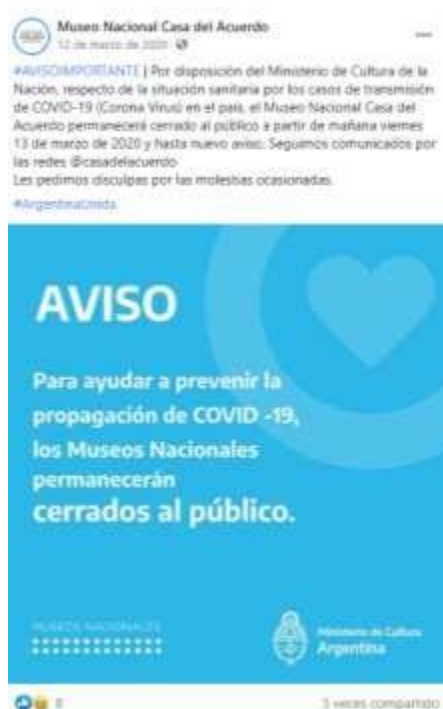 Museo Nacional Casa del Acuerdo
12 de marzo de 2020
#AVISOIMPORTANTE | Por disposición del Ministerio de Cultura de la
Nación, respecto de la situación sanitaria por los casos de transmisión
de COVID-19 (Corona Virus) en el país, el Museo Nacional Casa del
Acuerdo permanecerá cerrado al público a partir de mañana viernes
13 de marzo de 2020 y hasta nuevo aviso. Seguimos comunicados por
las redes @casadelacuerdo
Les pedimos disculpas por las molestias ocasionadas.
#ArgentinaUnida
AVISO
Para ayudar a prevenir la
propagación de COVID -19,
los Museos Nacionales
permanecerán
cerrados al público.
MUSEOS NACIONALES
Ministerio de Cultura
Argentina
8
5 veces compartido